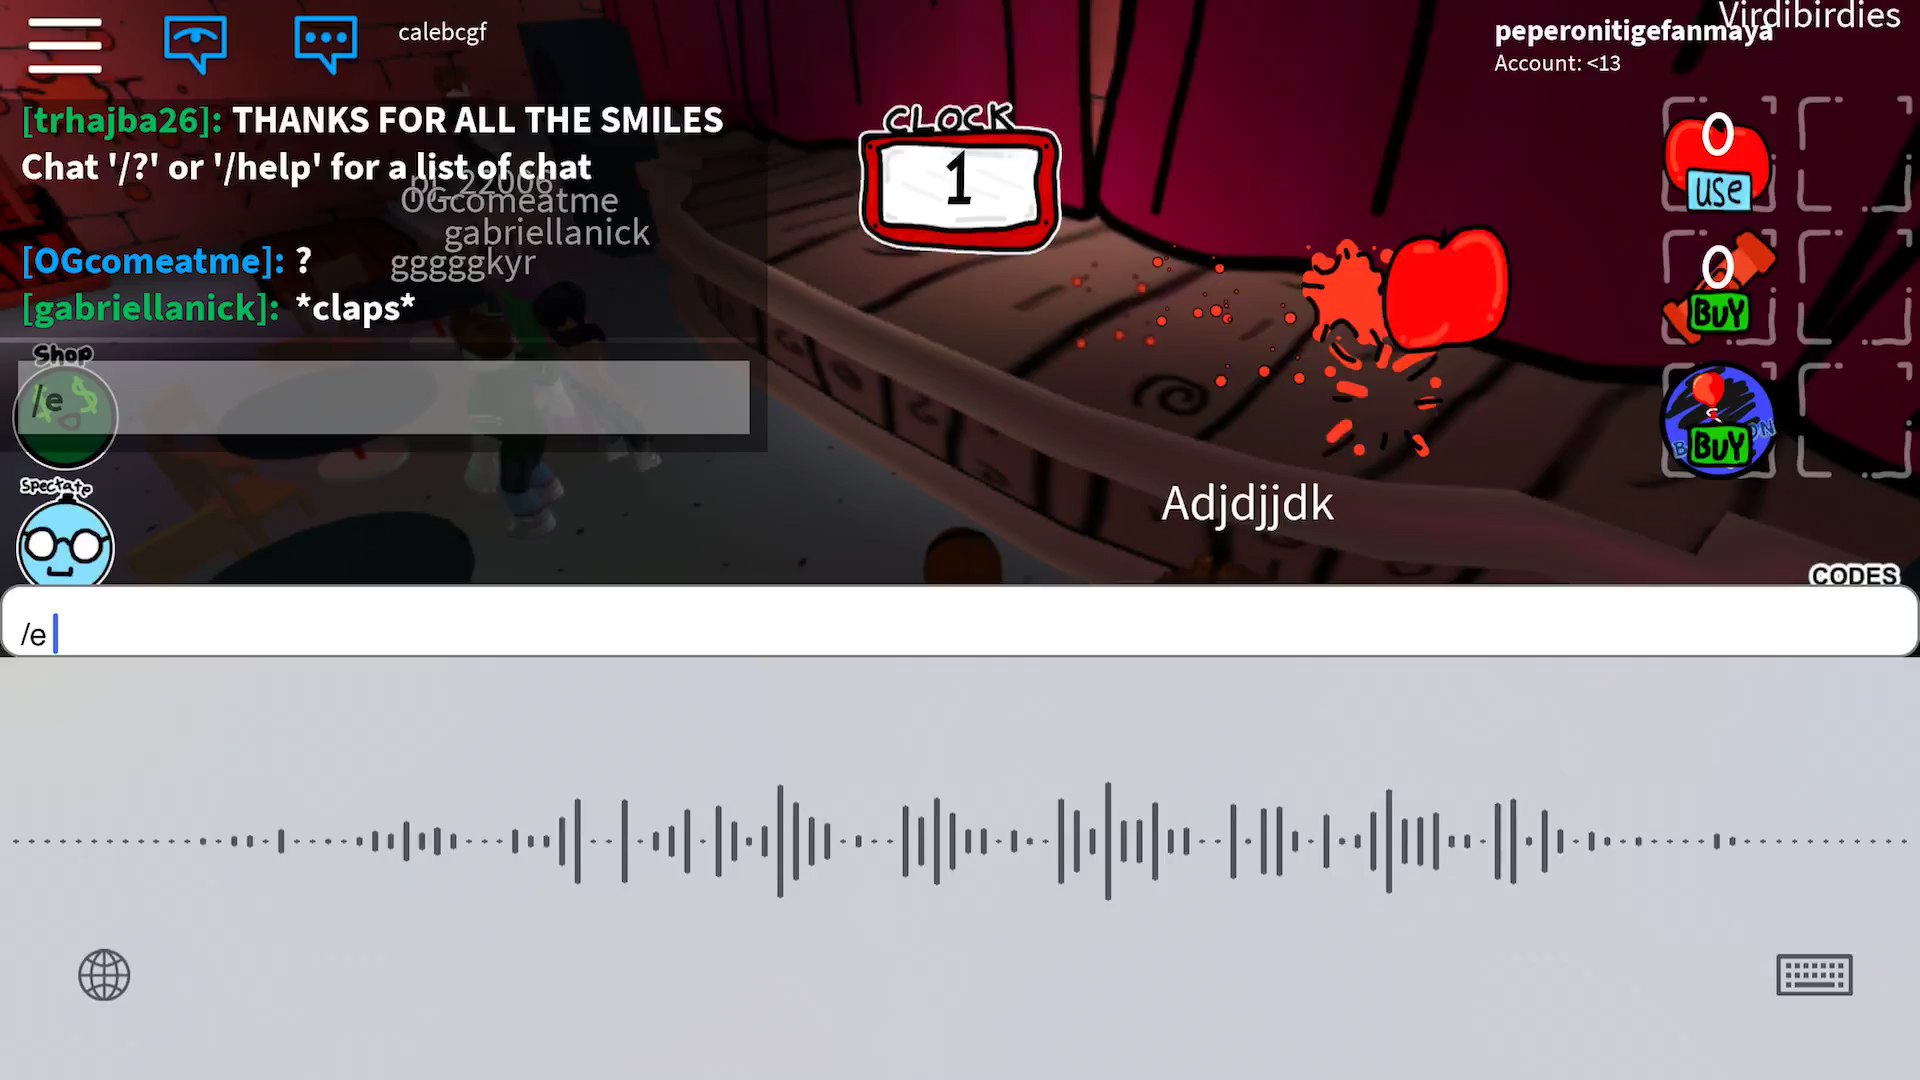 calebcgf
Virdibirdies
peperonitigefanmaya
Account: <13
[trhajba26]: THANKS FOR ALL THE SMILES
Chat '/?' or '/help' for a list of chat
OGcomeatme
gabriellanick
gggggkyr
[OGcomeatme]: ?
[gabriellanick]: *claps*
CLOCK
1
0
USE
0
BUY
BUY
Shop
/e
Spectate
Adjdjjdk
CODES
/e